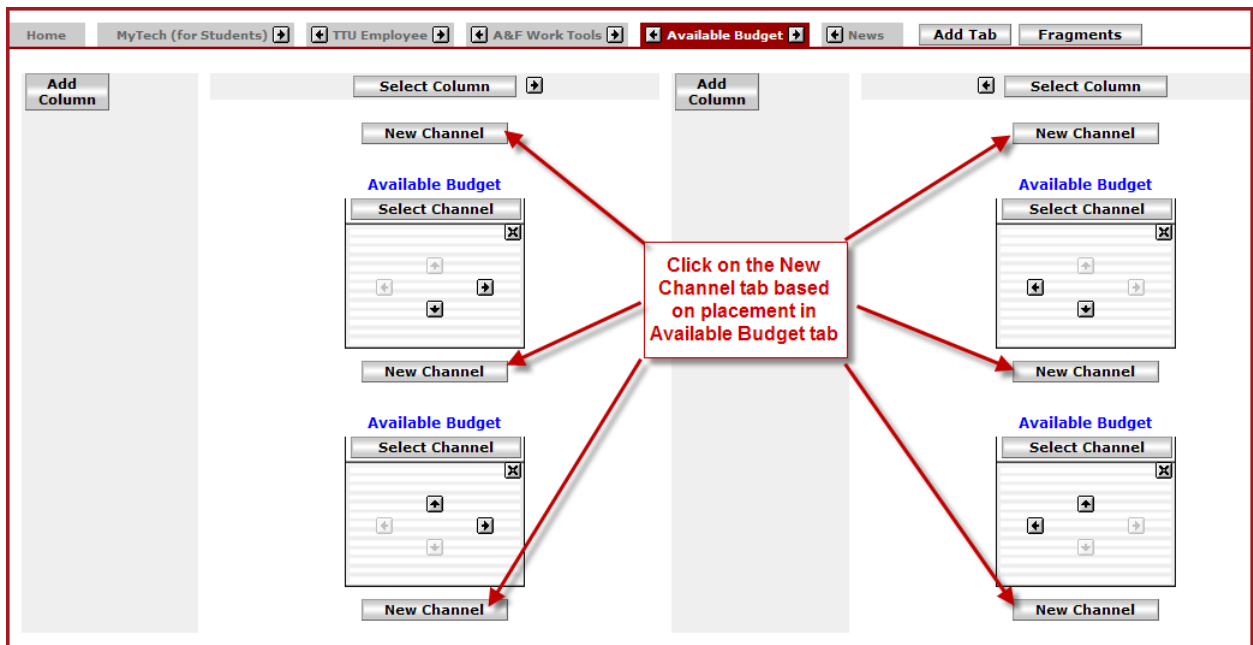 Home MyTech (for Students) TTU Employee A&F Work Tools Available Budget News Add Tab Fragments
Add Column
Select Column
Add Column
Select Column
New Channel
New Channel
Available Budget
Available Budget
Select Channel
Select Channel
Click on the New
Channel tab based
on placement in
Available Budget tab
New Channel
New Channel
Available Budget
Available Budget
Select Channel
Select Channel
New Channel
New Channel